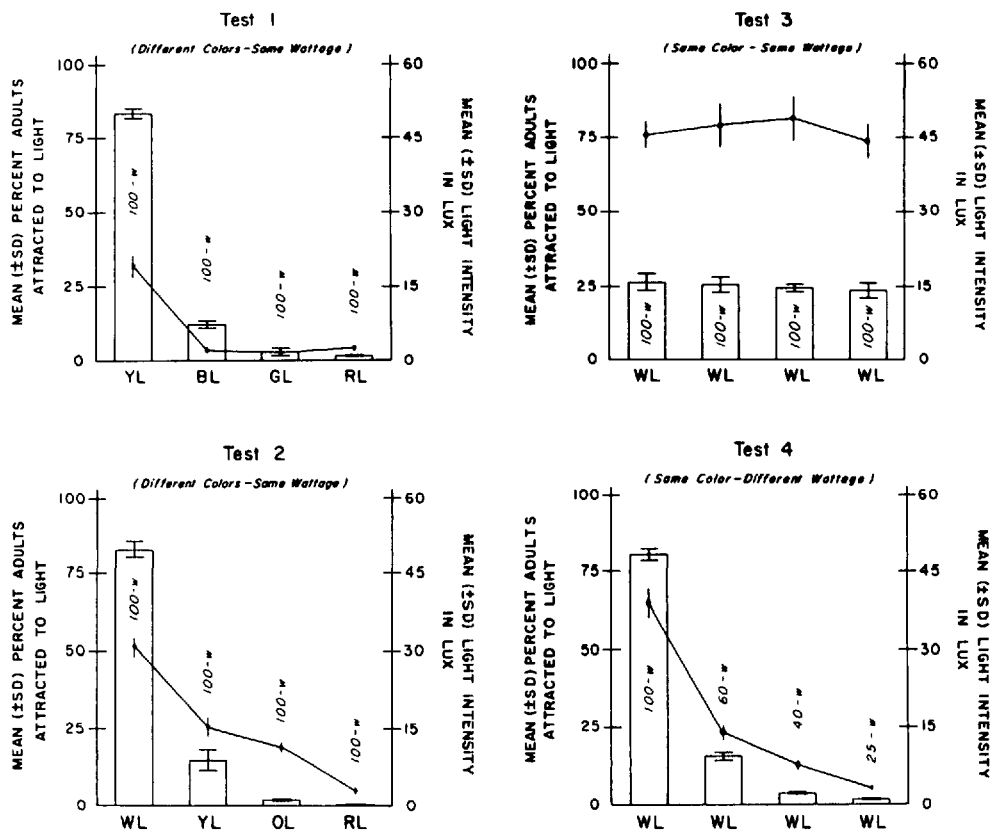 Test 1
(Different Colors-Same Wattage)
MEAN (±SD) PERCENT ADULTS
ATTRACTED TO LIGHT
100
75
50
25
0
100-w
100-w
100-w
100-w
YL BL GL RL
60
45
30
15
0
MEAN (±SD) LIGHT INTENSITY
IN LUX
Test 3
(Same Color - Same Wattage)
MEAN (±SD) PERCENT ADULTS
ATTRACTED TO LIGHT
100
75
50
25
0
100-w
100-w
100-w
100-w
WL WL WL WL
60
45
30
15
0
MEAN (±SD) LIGHT INTENSITY
IN LUX
Test 2
(Different Colors-Same Wattage)
MEAN (±SD) PERCENT ADULTS
ATTRACTED TO LIGHT
100
75
50
25
0
100-w
100-w
100-w
100-w
WL YL OL RL
60
45
30
15
0
MEAN (±SD) LIGHT INTENSITY
IN LUX
Test 4
(Same Color-Different Wattage)
MEAN (±SD) PERCENT ADULTS
ATTRACTED TO LIGHT
100
75
50
25
0
100-w
60-w
40-w
25-w
WL WL WL WL
60
45
30
15
0
MEAN (±SD) LIGHT INTENSITY
IN LUX